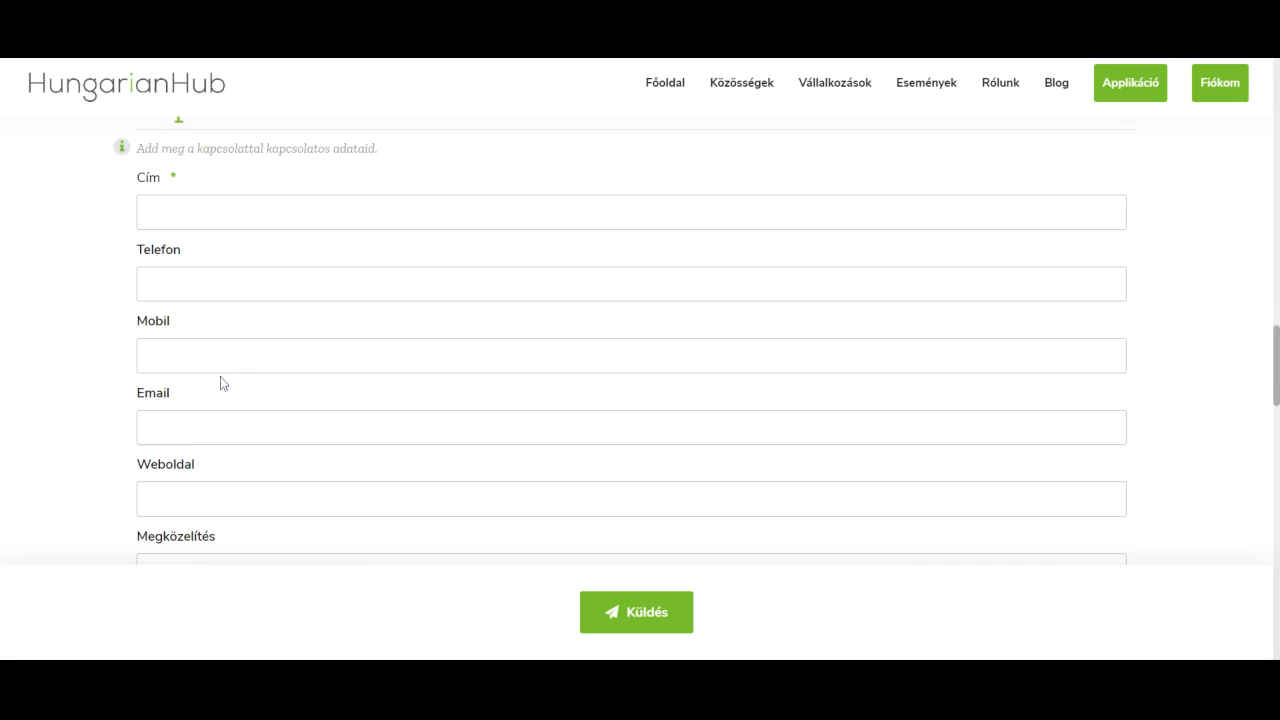 HungarianHub
Főoldal Közösségek Vállalkozások Események Rólunk Blog Applikáció Fiókom
Add meg a kapcsolattal kapcsolatos adataid.
Cím *
Telefon
Mobil
Email
Weboldal
Megközelítés
Küldés